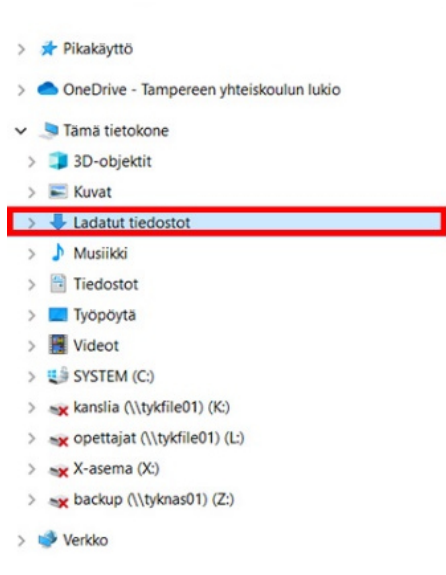 Pikakäyttö
OneDrive - Tampereen yhteiskoulun lukio
Tämä tietokone
3D-objektit
Kuvat
Ladatut tiedostot
Musiikki
Tiedostot
Työpöytä
Videot
SYSTEM (C:)
kanslia (\\tykfile01) (K:)
opettajat (\\tykfile01) (L:)
X-asema (X:)
backup (\\tyknas01) (Z:)
Verkko